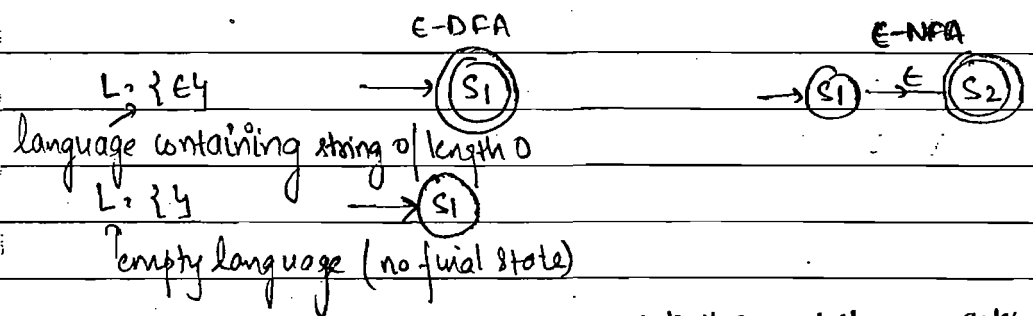 ε-DFA ε-NFA
L = {ε} S1 S1 ε S2
language containing string of length 0
L = { } S1
empty language (no final state)